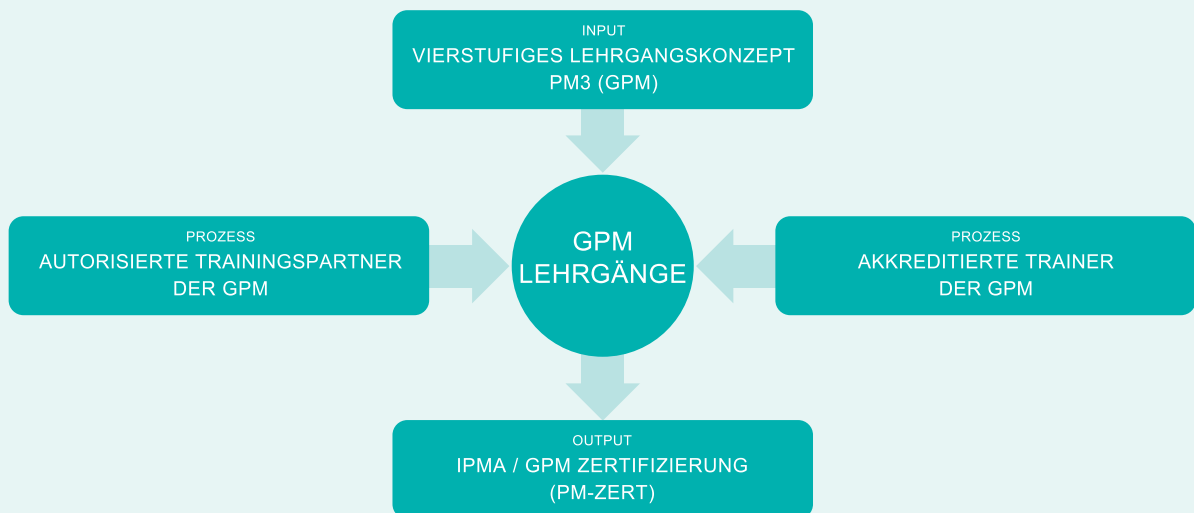 INPUT
VIERSTUFIGES LEHRGANGSKONZEPT
PM3 (GPM)
PROZESS
AUTORISIERTE TRAININGSPARTNER
DER GPM
GPM
LEHRGÄNGE
PROZESS
AKKREDITIERTE TRAINER
DER GPM
OUTPUT
IPMA / GPM ZERTIFIZIERUNG
(PM-ZERT)